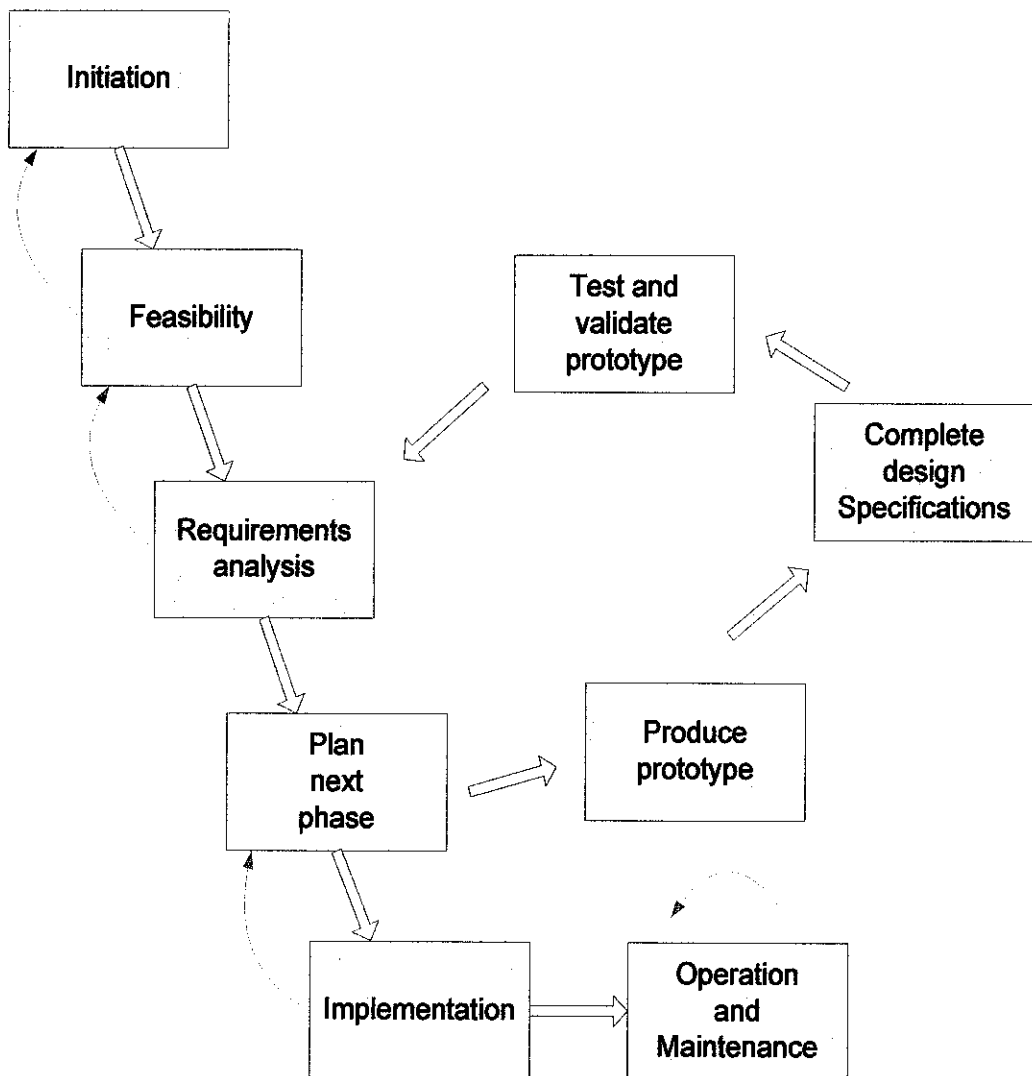 Initiation
Feasibility
Test and
validate
prototype
Complete
design
Specifications
Requirements
analysis
Plan
next
phase
Produce
prototype
Implementation
Operation
and
Maintenance